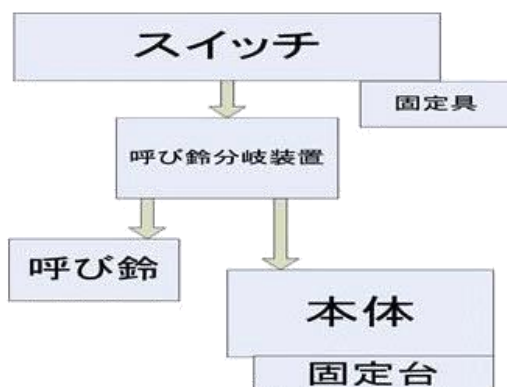 スイッチ
固定具
呼び鈴分岐装置
呼び鈴
本体
固定台